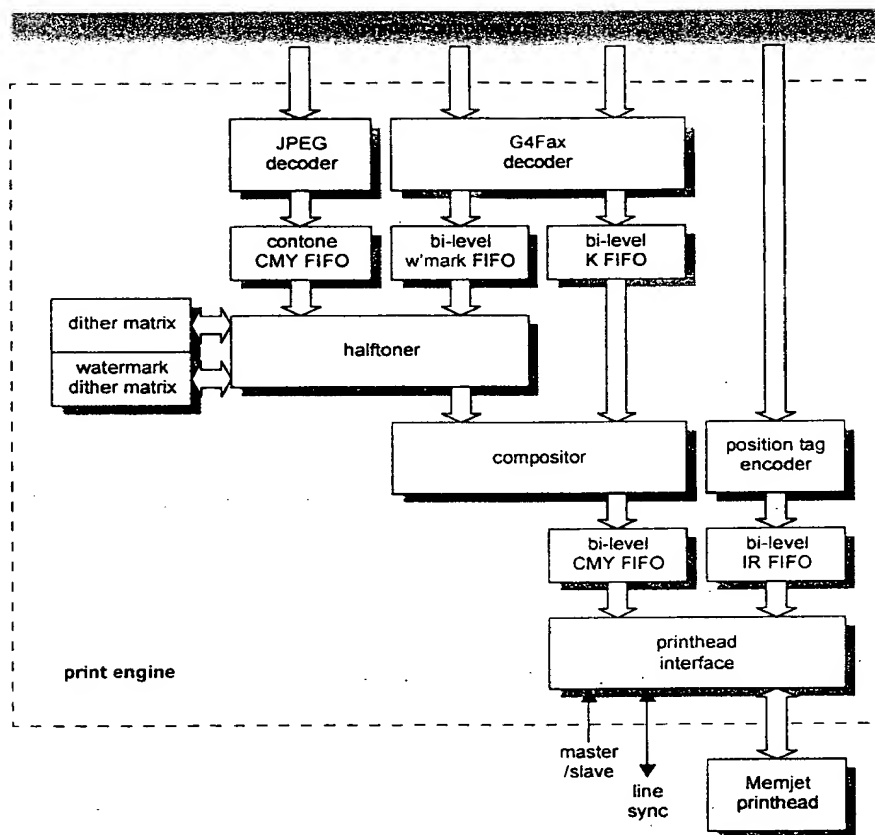 JPEG
decoder
G4Fax
decoder
contone
CMY FIFO
bi-level
w'mark FIFO
bi-level
K FIFO
dither matrix
watermark
dither matrix
halftoner
compositor
position tag
encoder
bi-level
CMY FIFO
bi-level
IR FIFO
printhead
interface
print engine
master
/slave
line
sync
Memjet
printhead